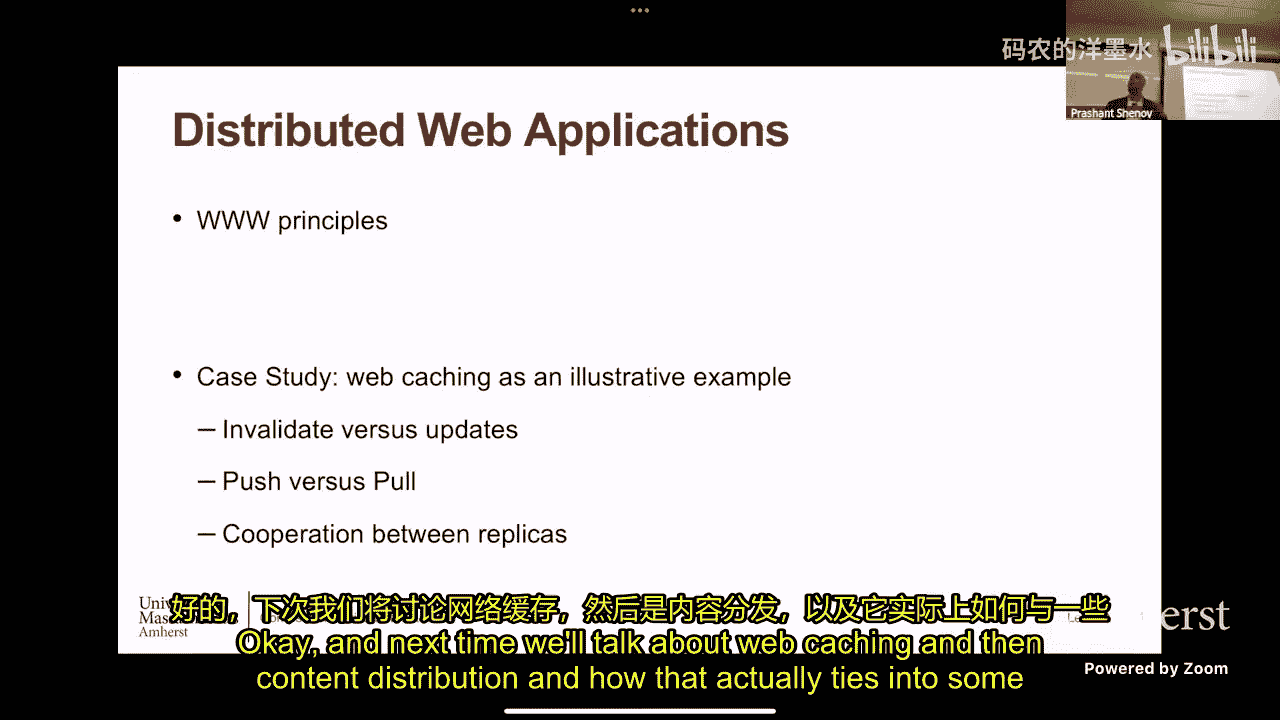 码农的洋墨水 bilibili
Prashant Shenoy
Distributed Web Applications
• WWW principles
• Case Study: web caching as an illustrative example
– Invalidate versus updates
– Push versus Pull
– Cooperation between replicas
Amherst
erst
好的，下次我们将讨论网络缓存，然后是内容分发，以及它实际上如何与一些
Okay, and next time we'll talk about web caching and then
content distribution and how that actually ties into some
Powered by Zoom